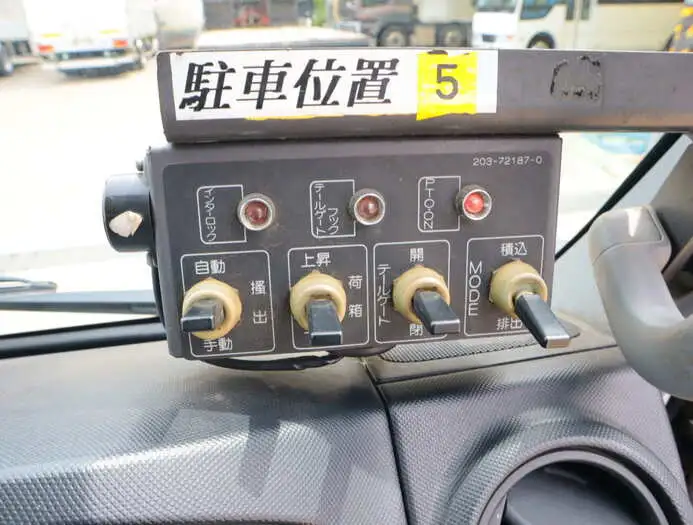 駐車位置 5
203-72187-0
インターロック
テールゲート
フック
PTO-ON
自動
掻出
手動
上昇
荷箱
開
テールゲート
閉
積込
MODE
排出